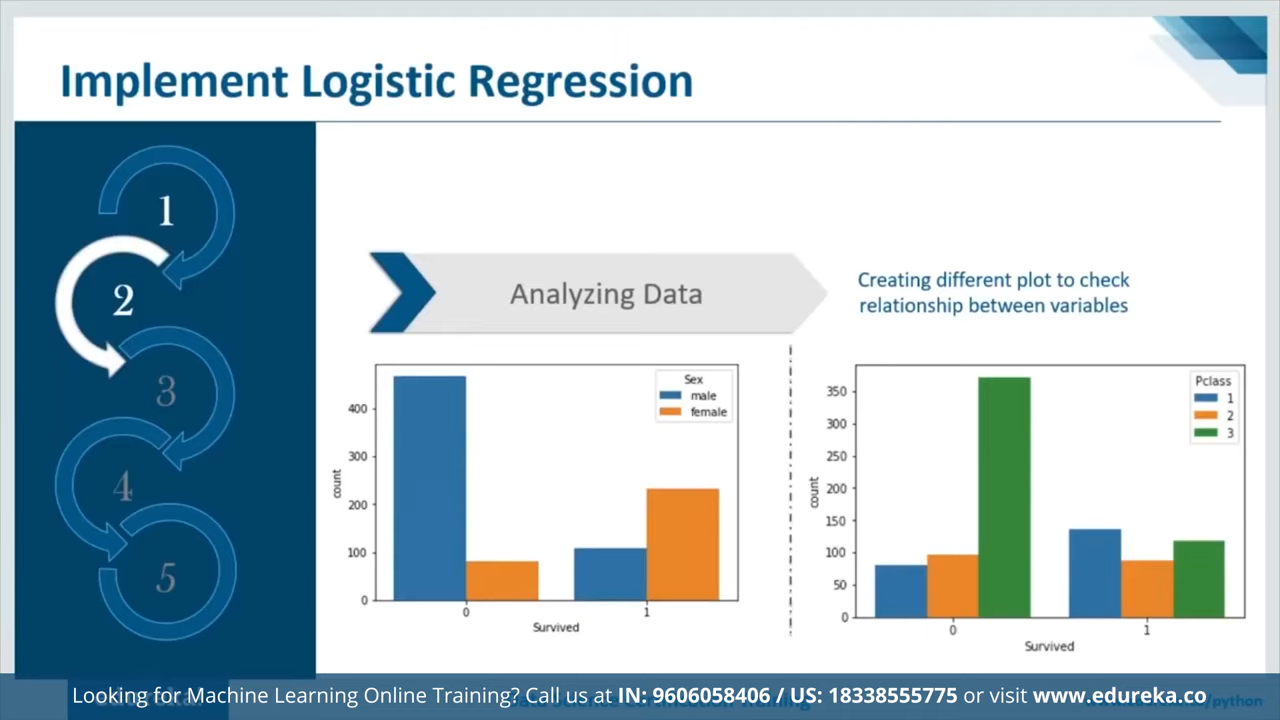 Implement Logistic Regression
1
2
3
4
5
Analyzing Data
Creating different plot to check
relationship between variables
Sex
male
female
400
300
200
100
0
count
0
1
Survived
Pclass
1
2
3
350
300
250
200
150
100
50
0
count
0
1
Survived
Looking for Machine Learning Online Training? Call us at IN: 9606058406 / US: 18338555775 or visit www.edureka.co